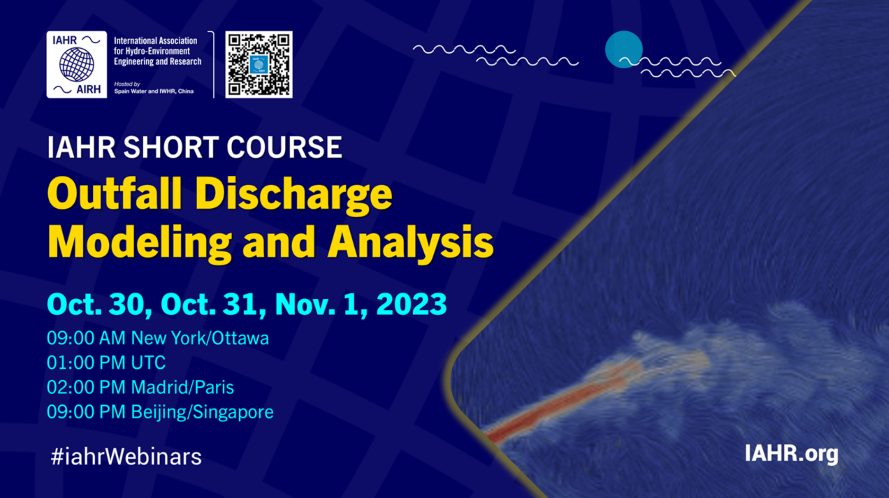 IAHR
AIRH
International Association
for Hydro-Environment
Engineering and Research
Hosted by
Spain Water and IWHR, China
IAHR SHORT COURSE
Outfall Discharge
Modeling and Analysis
Oct. 30, Oct. 31, Nov. 1, 2023
09:00 AM New York/Ottawa
01:00 PM UTC
02:00 PM Madrid/Paris
09:00 PM Beijing/Singapore
#iahrWebinars
IAHR.org